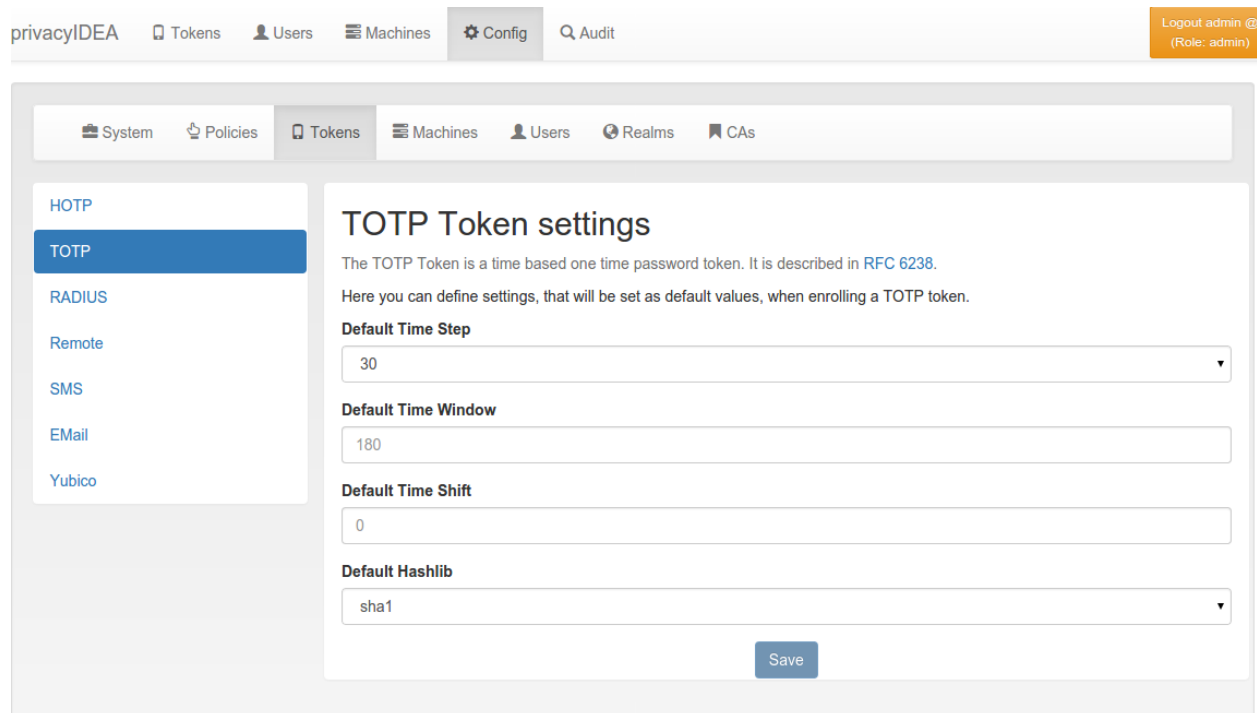 privacyIDEA Tokens Users Machines Config Audit Logout admin @
(Role: admin)
System Policies Tokens Machines Users Realms CAs
HOTP
TOTP
RADIUS
Remote
SMS
EMail
Yubico
TOTP Token settings
The TOTP Token is a time based one time password token. It is described in RFC 6238.
Here you can define settings, that will be set as default values, when enrolling a TOTP token.
Default Time Step
30
Default Time Window
180
Default Time Shift
0
Default Hashlib
sha1
Save